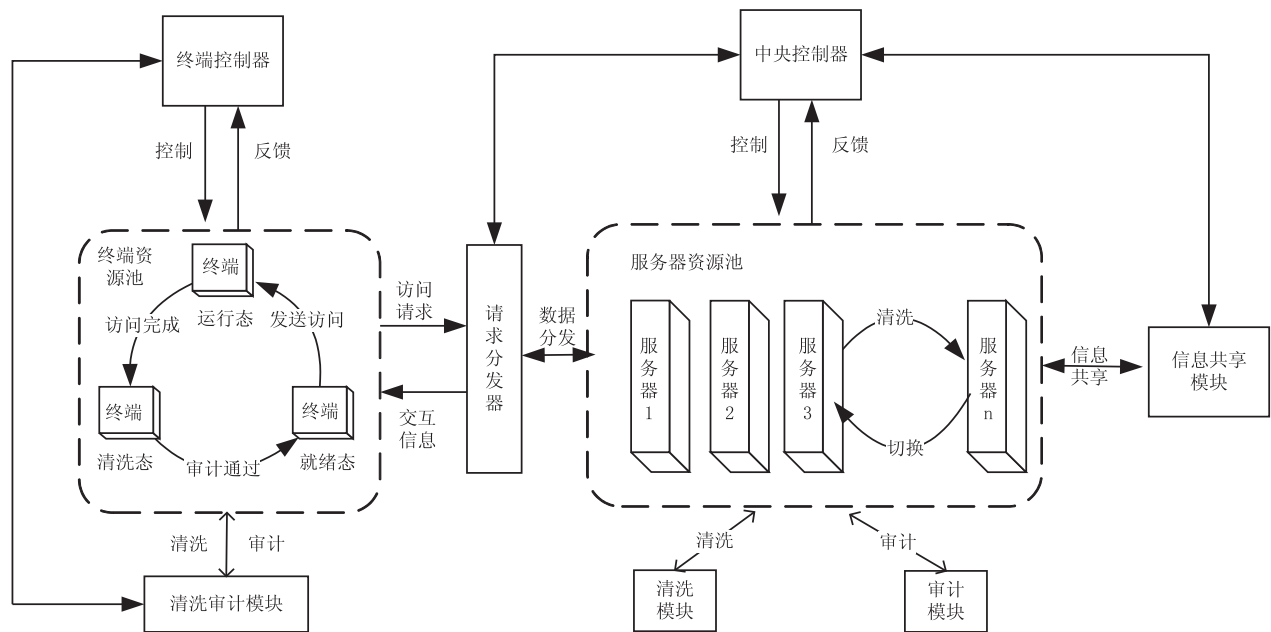 终端控制器
中央控制器
控制
反馈
控制
反馈
终端资
源池
终端
运行态
访问完成
发送访问
终端
清洗态
终端
就绪态
审计通过
访问
请求
交互
信息
请
求
分
发
器
数据
分发
服务器资源池
服
务
器
1
服
务
器
2
服
务
器
3
清洗
切换
服
务
器
n
信息
共享
信息共享
模块
清洗
审计
清洗审计模块
清洗
清洗
模块
审计
审计
模块